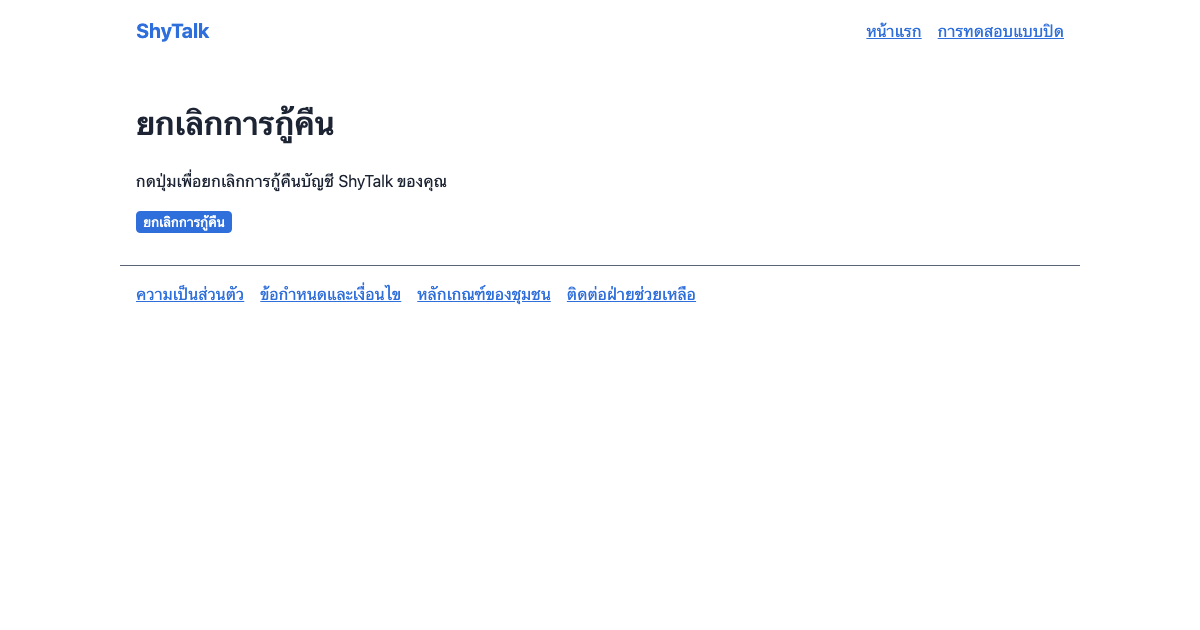 ShyTalk
หน้าแรก การทดสอบแบบปิด
ยกเลิกการกู้คืน
กดปุ่มเพื่อยกเลิกการกู้คืนบัญชี ShyTalk ของคุณ
ยกเลิกการกู้คืน
ความเป็นส่วนตัว ข้อกำหนดและเงื่อนไข หลักเกณฑ์ของชุมชน ติดต่อฝ่ายช่วยเหลือ